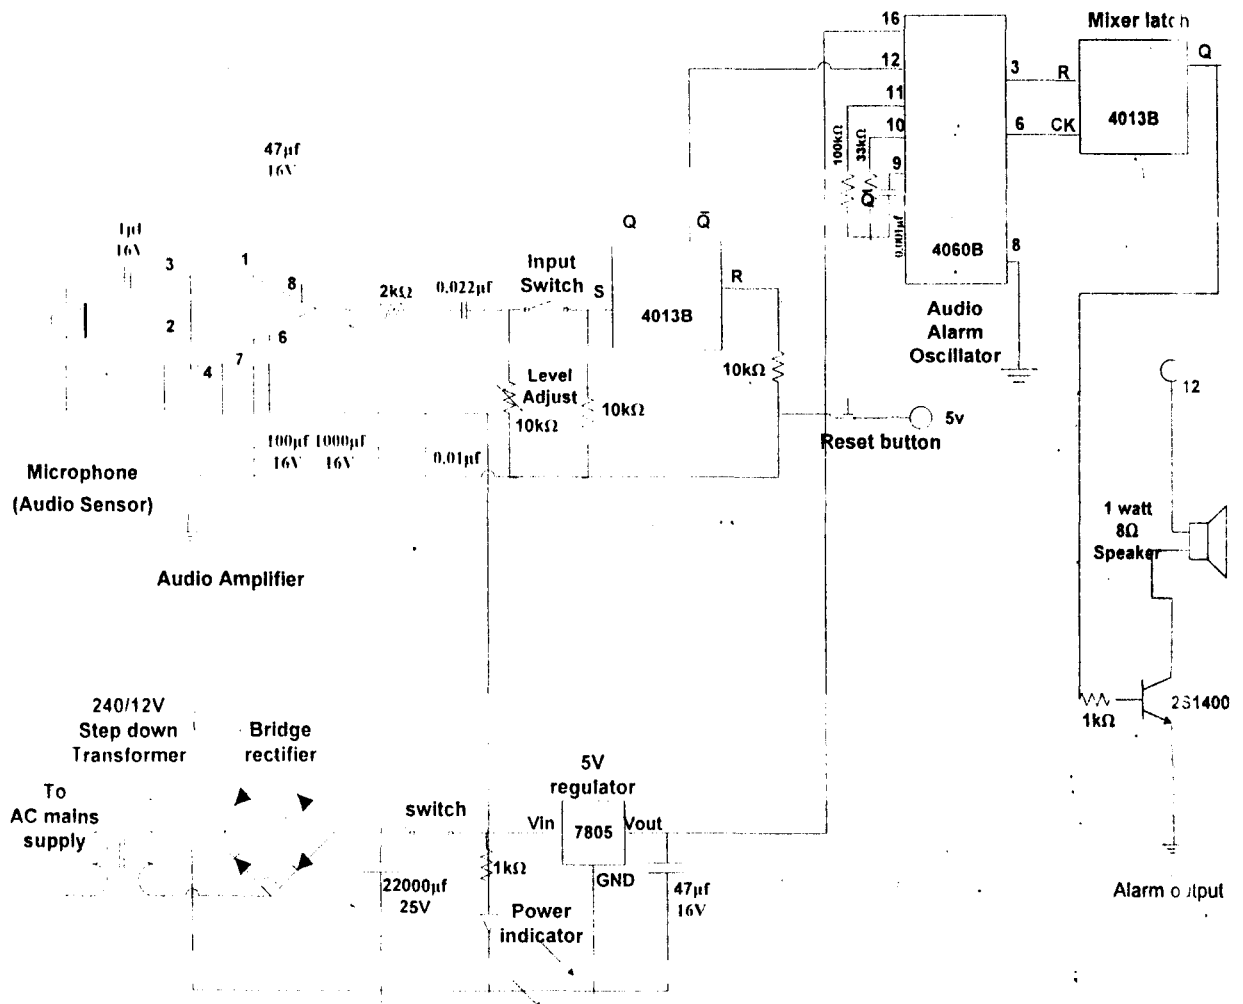 16
Mixer latch
12
3
R
Q
11
4013B
10
6
CK
100kΩ
33kΩ
9
Q
0.001µf
4060B
8
Audio
Alarm
Oscillator
47µf
16V
1µf
16V
3
1
8
2
6
7
4
2kΩ
0.022µf
Input
Switch
Q
Q̄
S
R
4013B
10kΩ
Level
Adjust
10kΩ
10kΩ
5v
Reset button
12
100µf
16V
1000µf
16V
0.01µf
Microphone
(Audio Sensor)
Audio Amplifier
1 watt
8Ω
Speaker
1kΩ
Alarm output
240/12V
Step down
Transformer
Bridge
rectifier
To
AC mains
supply
switch
5V
regulator
Vin
7805
Vout
GND
1kΩ
22000µf
25V
47µf
16V
Power
indicator